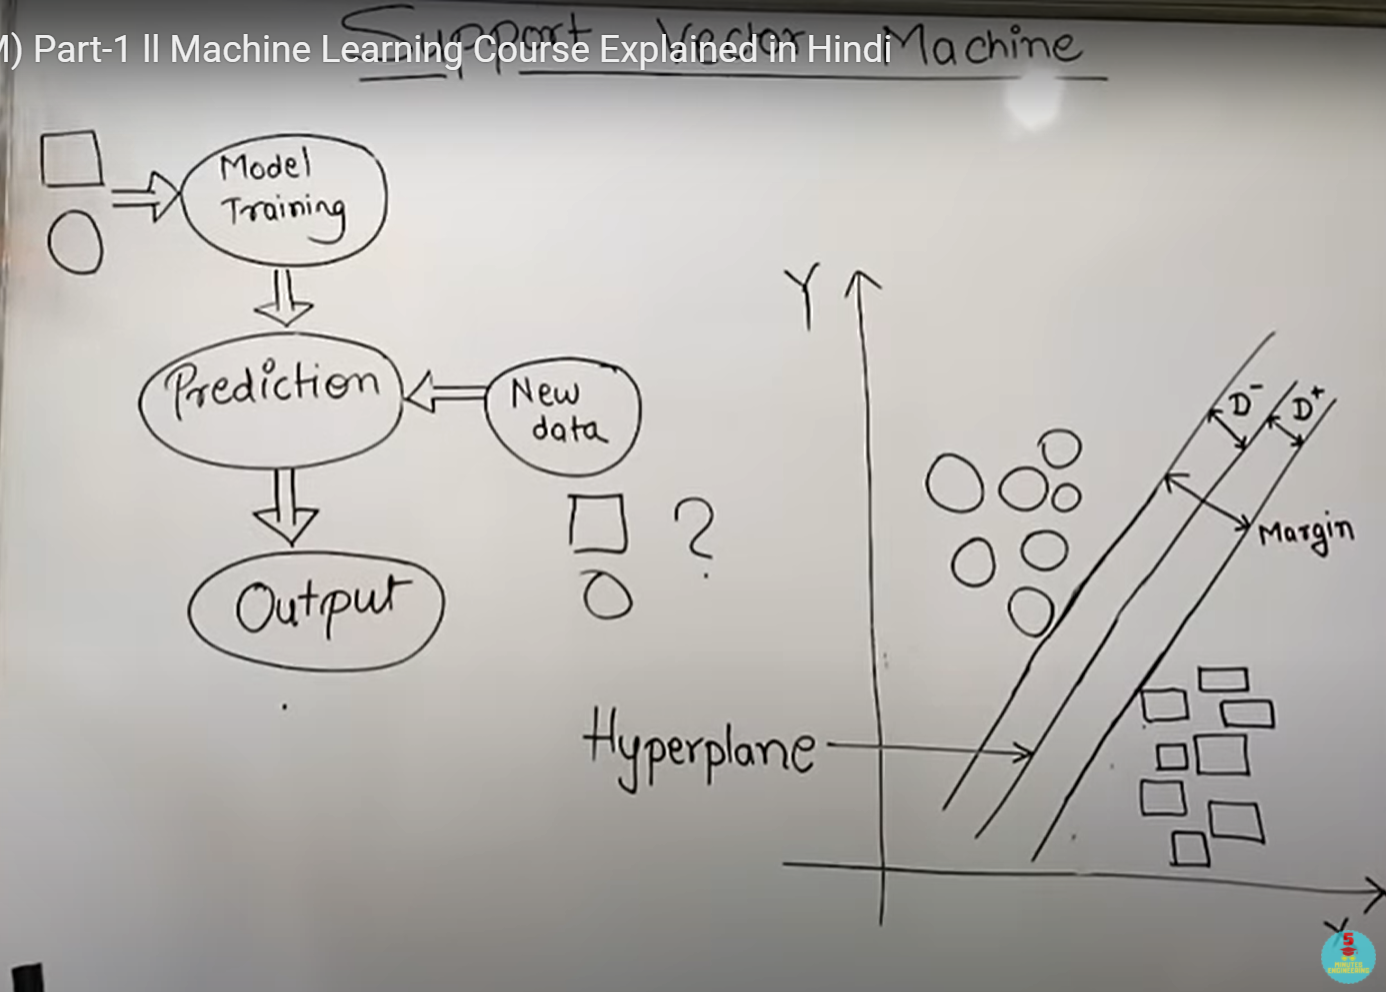 Support Vector Machine
M) Part-1 ll Machine Learning Course Explained in Hindi
Model
Training
Prediction
New
data
?
Output
Y
D-
D+
Margin
Hyperplane
5
MINUTES
ENGINEERING